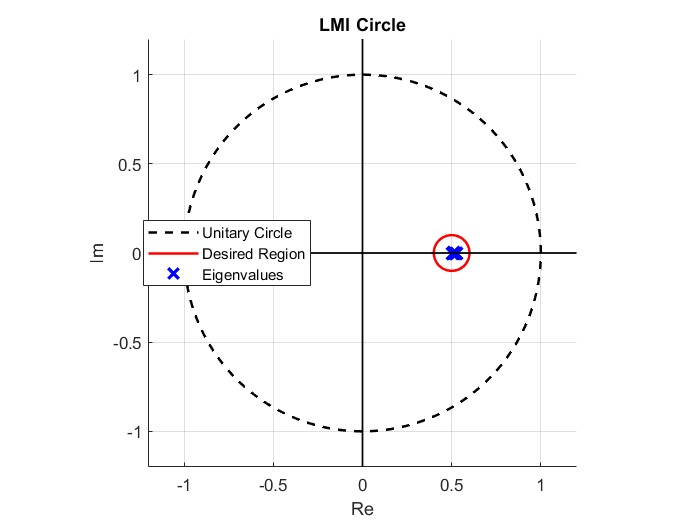 LMI Circle
1
0.5
Im
0
-0.5
-1
Unitary Circle
Desired Region
Eigenvalues
-1
-0.5
0
0.5
1
Re